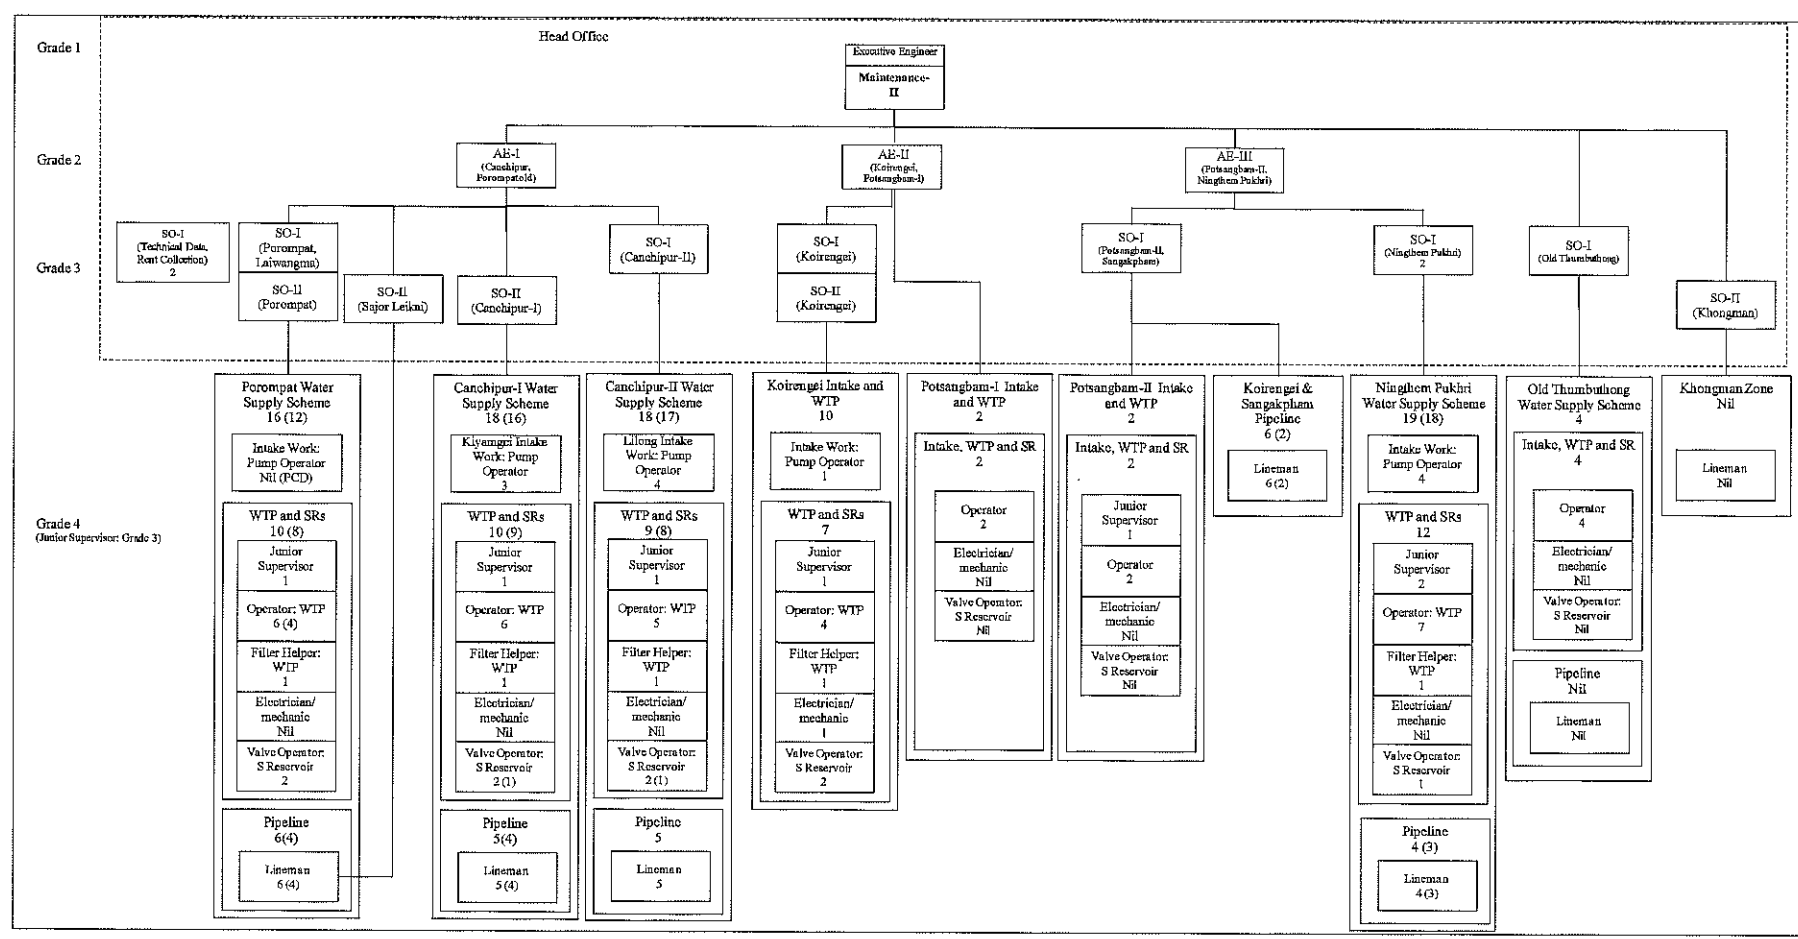 Head Office
Grade 1
Executive Engineer
Maintenance-
II
Grade 2
AE-I
(Canchipur,
Porompatold)
AE-II
(Koirengei,
Potsangbam-I)
AE-III
(Potsangbam-II,
Ningthem Pukhri)
Grade 3
SO-I
(Technical Data,
Rent Collection)
2
SO-I
(Porompat,
Laiwangma)
SO-II
(Porompat)
SO-II
(Sajor Leikai)
SO-II
(Canchipur-I)
SO-I
(Canchipur-II)
SO-I
(Koirengei)
SO-II
(Koirengei)
SO-I
(Potsangbam-II,
Sangakpham)
SO-I
(Ningthem Pukhri)
2
SO-I
(Old Thumbuthong)
SO-II
(Khongman)
Grade 4
(Junior Supervisor: Grade 3)
Porompat Water
Supply Scheme
16 (12)
Intake Work:
Pump Operator
Nil (PCD)
WTP and SRs
10 (8)
Junior
Supervisor
1
Operator: WTP
6 (4)
Filter Helper:
WTP
1
Electrician/
mechanic
Nil
Valve Operator:
S Reservoir
2
Pipeline
6(4)
Lineman
6 (4)
Canchipur-I Water
Supply Scheme
18 (16)
Kiyamgei Intake
Work: Pump
Operator
3
WTP and SRs
10 (9)
Junior
Supervisor
1
Operator: WTP
6
Filter Helper:
WTP
1
Electrician/
mechanic
Nil
Valve Operator:
S Reservoir
2 (1)
Pipeline
5(4)
Lineman
5 (4)
Canchipur-II Water
Supply Scheme
18 (17)
Lilong Intake
Work: Pump
Operator
4
WTP and SRs
9 (8)
Junior
Supervisor
1
Operator: WTP
5
Filter Helper:
WTP
1
Electrician/
mechanic
Nil
Valve Operator:
S Reservoir
2 (1)
Pipeline
5
Lineman
5
Koirengei Intake and
WTP
10
Intake Work:
Pump Operator
1
WTP and SRs
7
Junior
Supervisor
1
Operator: WTP
4
Filter Helper:
WTP
1
Electrician/
mechanic
1
Valve Operator:
S Reservoir
2
Potsangbam-I Intake
and WTP
2
Intake, WTP and SR
2
Operator
2
Electrician/
mechanic
Nil
Valve Operator:
S Reservoir
Nil
Potsangbam-II Intake
and WTP
2
Intake, WTP and SR
2
Junior
Supervisor
1
Operator
2
Electrician/
mechanic
Nil
Valve Operator:
S Reservoir
Nil
Koirengei &
Sangakpham
Pipeline
6 (2)
Lineman
6 (2)
Ningthem Pukhri
Water Supply Scheme
19 (18)
Intake Work:
Pump Operator
4
WTP and SRs
12
Junior
Supervisor
2
Operator: WTP
7
Filter Helper:
WTP
1
Electrician/
mechanic
Nil
Valve Operator:
S Reservoir
1
Pipeline
4 (3)
Lineman
4 (3)
Old Thumbuthong
Water Supply Scheme
4
Intake, WTP and SR
4
Operator
4
Electrician/
mechanic
Nil
Valve Operator:
S Reservoir
Nil
Pipeline
Nil
Lineman
Nil
Khongman Zone
Nil
Lineman
Nil